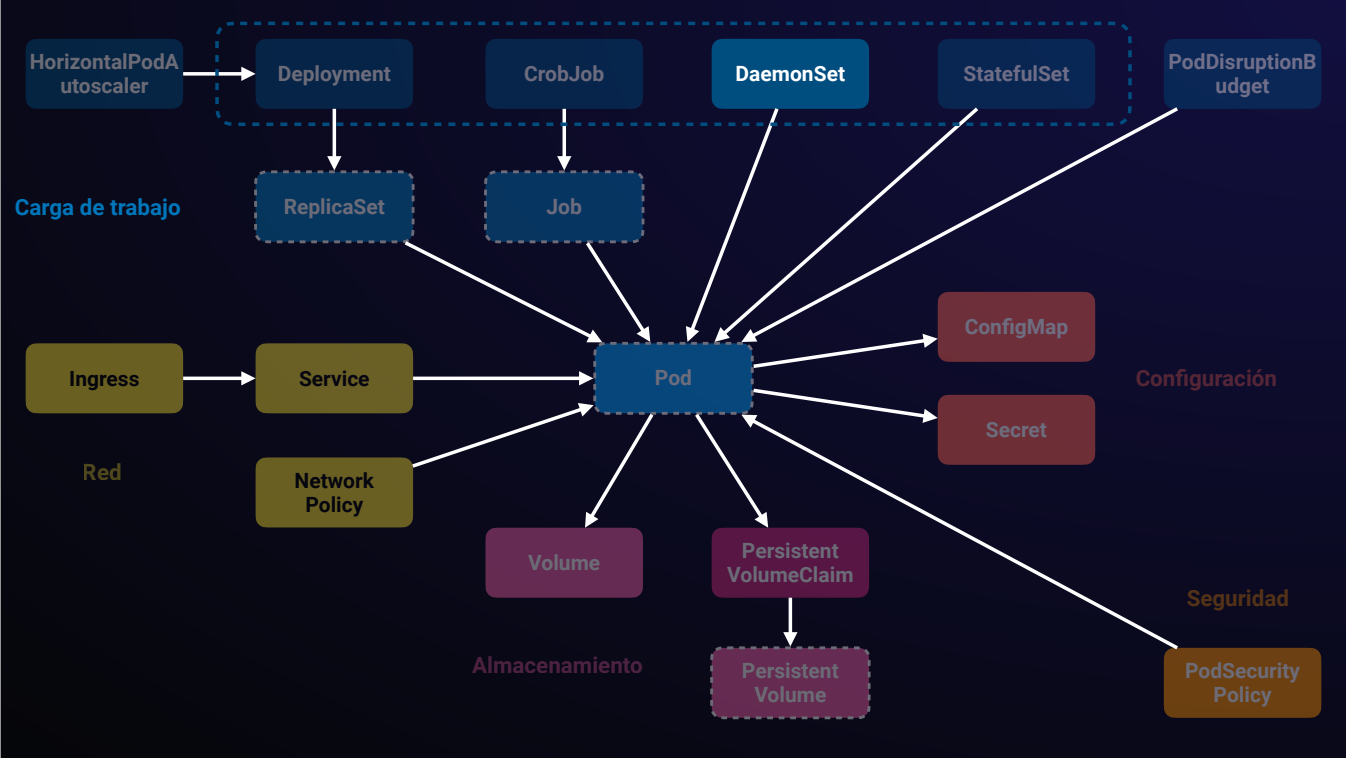 HorizontalPodA
utoscaler
Deployment
CrobJob
DaemonSet
StatefulSet
PodDisruptionB
udget
Carga de trabajo
ReplicaSet
Job
Ingress
Service
Pod
ConfigMap
Configuración
Secret
Red
Network
Policy
Volume
Persistent
VolumeClaim
Seguridad
Almacenamiento
Persistent
Volume
PodSecurity
Policy